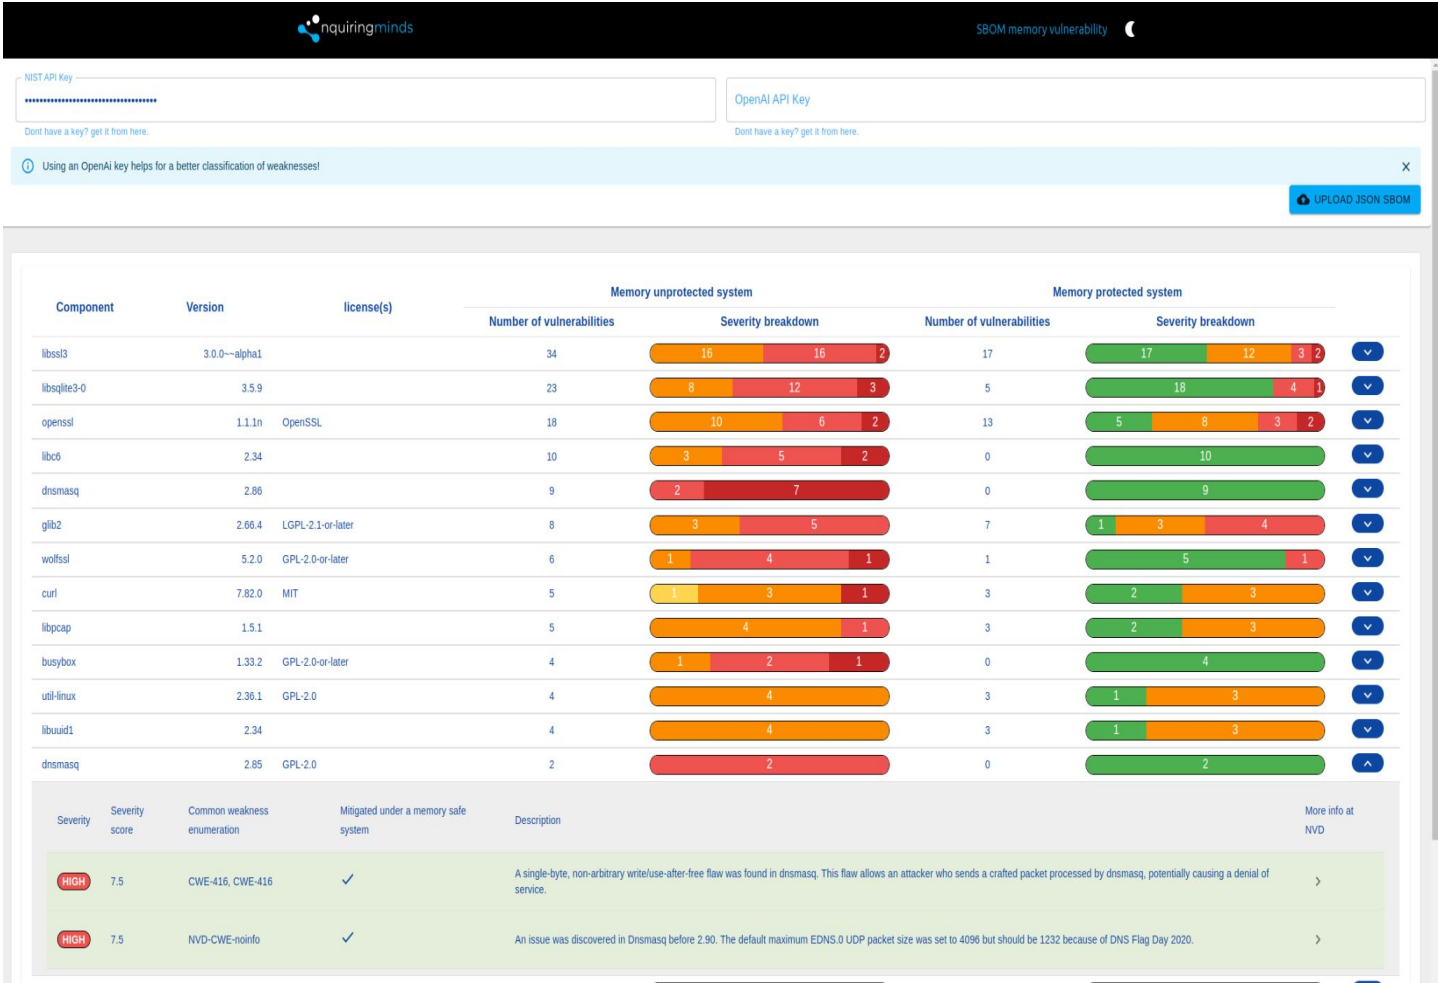 nquiringminds
SBOM memory vulnerability
NIST API Key
••••••••••••••••••••••••••••••••••••
OpenAI API Key
Dont have a key? get it from here.
Dont have a key? get it from here.
Using an OpenAi key helps for a better classification of weaknesses!
UPLOAD JSON SBOM
Memory unprotected system Memory protected system
Component Version license(s)
Number of vulnerabilities Severity breakdown Number of vulnerabilities Severity breakdown
libssl3 3.0.0~~alpha1 34 16 16 2 17 17 12 3 2
libsqlite3-0 3.5.9 23 8 12 3 5 18 4 1
openssl 1.1.1n OpenSSL 18 10 6 2 13 5 8 3 2
libc6 2.34 10 3 5 2 0 10
dnsmasq 2.86 9 2 7 0 9
glib2 2.66.4 LGPL-2.1-or-later 8 3 5 7 1 3 4
wolfssl 5.2.0 GPL-2.0-or-later 6 1 4 1 1 5 1
curl 7.82.0 MIT 5 1 3 1 3 2 3
libpcap 1.5.1 5 4 1 3 2 3
busybox 1.33.2 GPL-2.0-or-later 4 1 2 1 0 4
util-linux 2.36.1 GPL-2.0 4 4 3 1 3
libuuid1 2.34 4 4 3 1 3
dnsmasq 2.85 GPL-2.0 2 2 0 2
Severity
Severity
score
Common weakness
enumeration
Mitigated under a memory safe
system
Description
More info at
NVD
HIGH 7.5 CWE-416, CWE-416
A single-byte, non-arbitrary write/use-after-free flaw was found in dnsmasq. This flaw allows an attacker who sends a crafted packet processed by dnsmasq, potentially causing a denial of
service.
HIGH 7.5 NVD-CWE-noinfo An issue was discovered in Dnsmasq before 2.90. The default maximum EDNS.0 UDP packet size was set to 4096 but should be 1232 because of DNS Flag Day 2020.